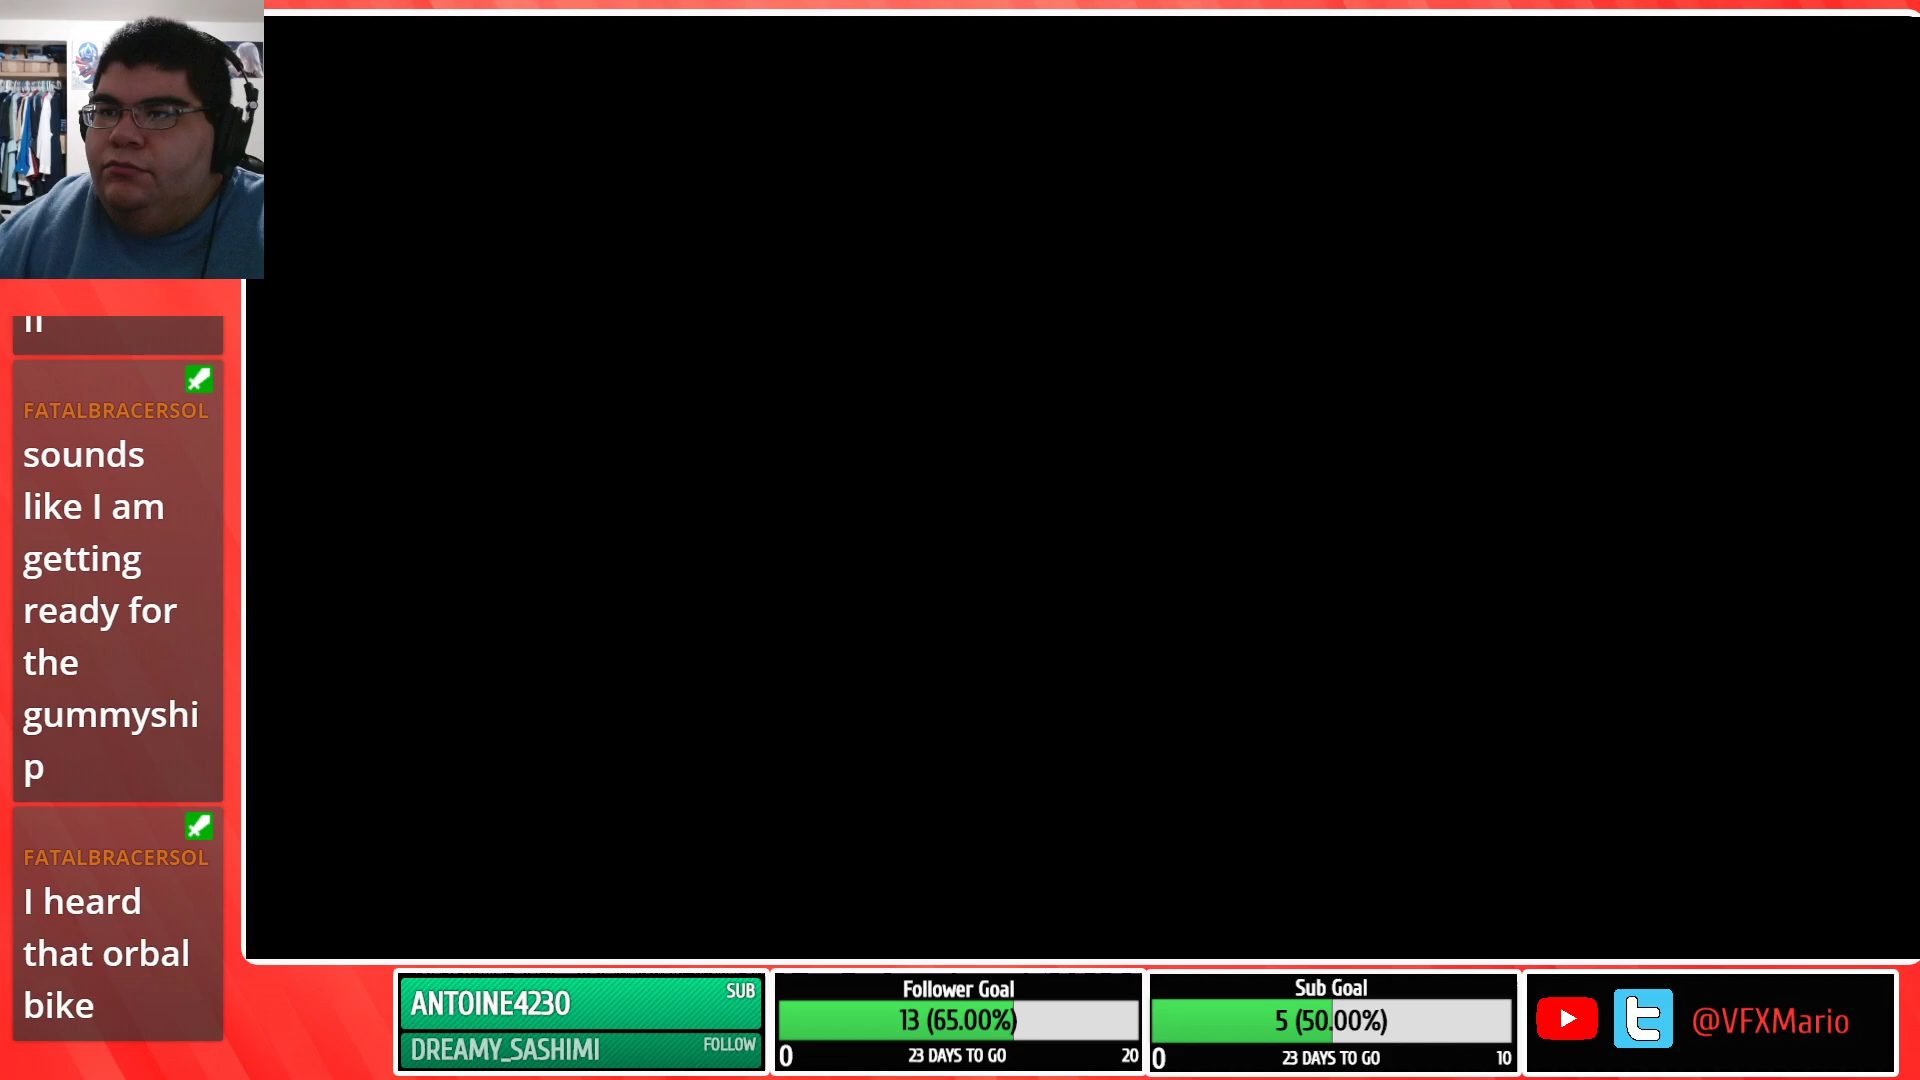 FATALBRACERSOL
sounds
like I am
getting
ready for
the
gummyshi
p
FATALBRACERSOL
I heard
that orbal
bike
ANTOINE4230 SUB
DREAMY_SASHIMI FOLLOW
Follower Goal
13 (65.00%)
0 23 DAYS TO GO 20
Sub Goal
5 (50.00%)
0 23 DAYS TO GO 10
@VFXMario